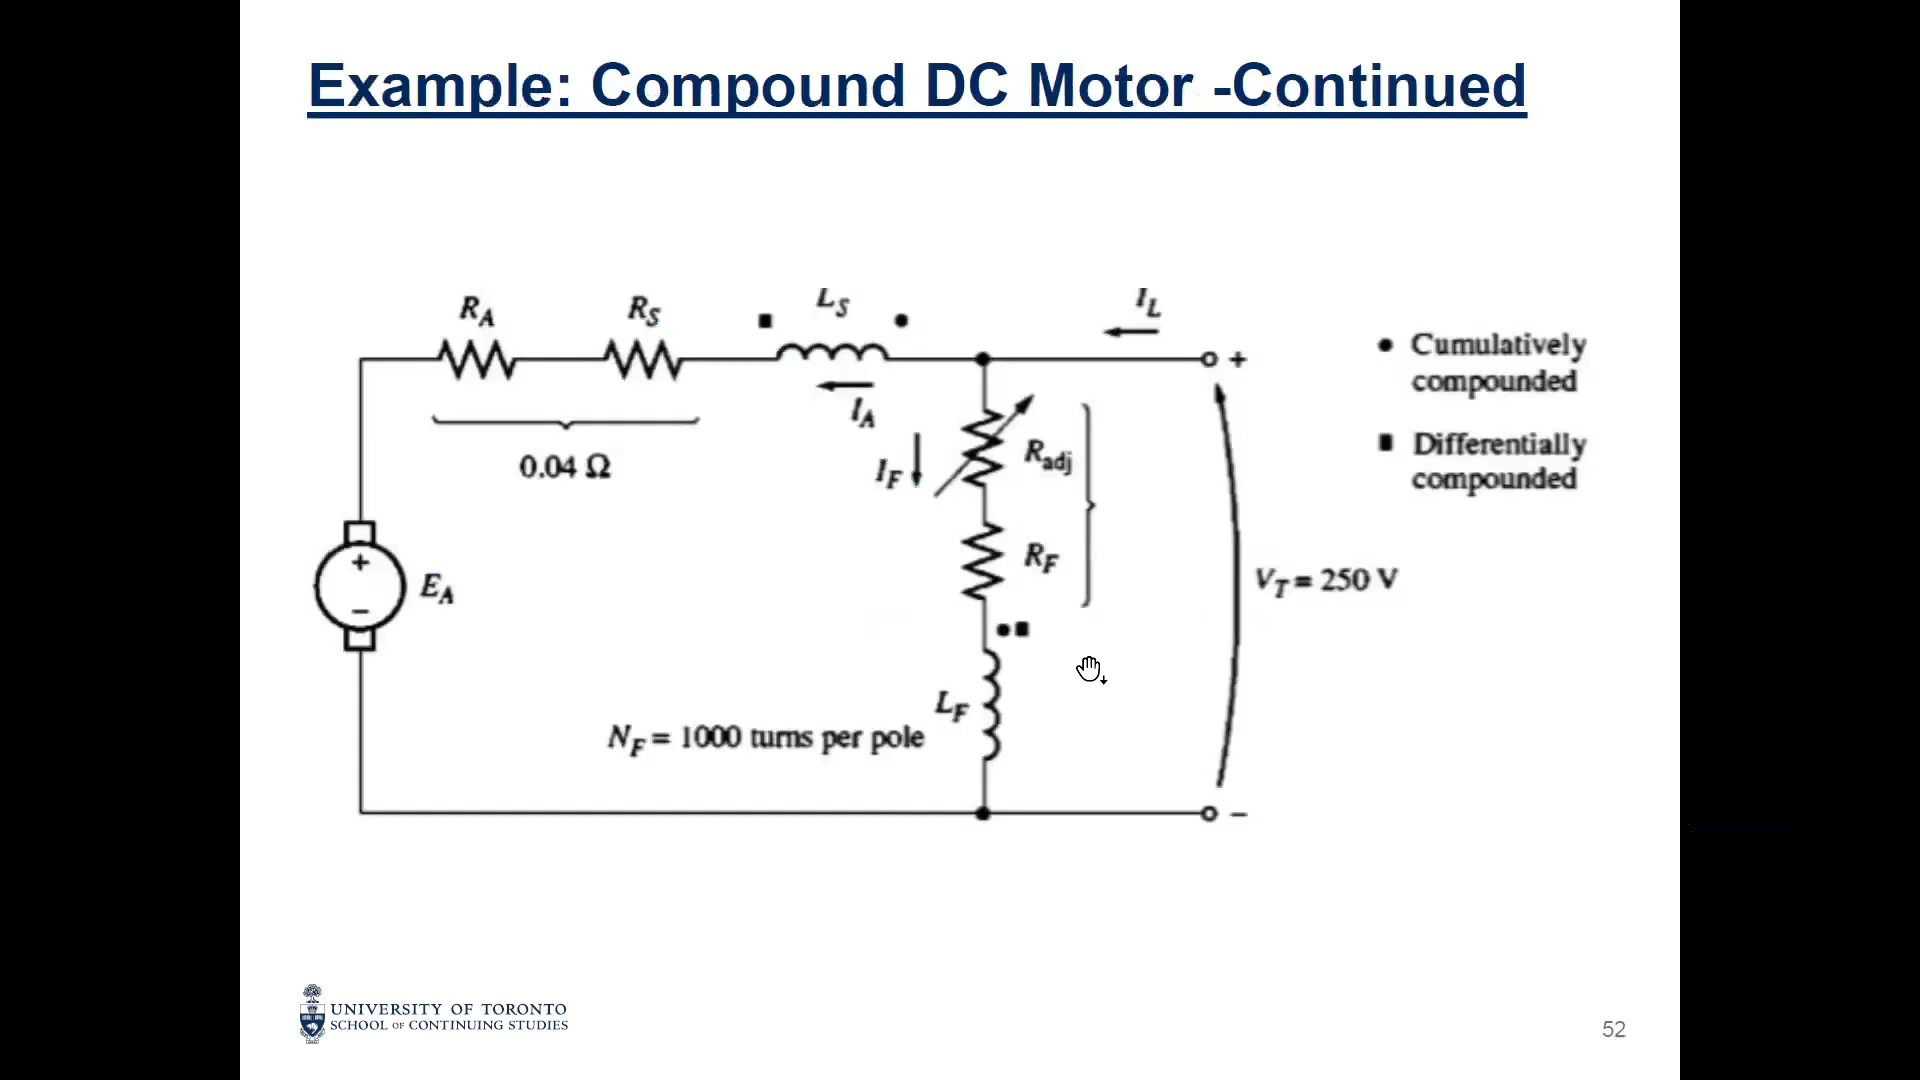 Example: Compound DC Motor -Continued
R_A
R_S
L_S
I_L
I_A
0.04 Ω
I_F
R_adj
R_F
E_A
+
−
+
−
V_T = 250 V
L_F
N_F = 1000 turns per pole
● Cumulatively
compounded
■ Differentially
compounded
UNIVERSITY OF TORONTO
SCHOOL OF CONTINUING STUDIES
52